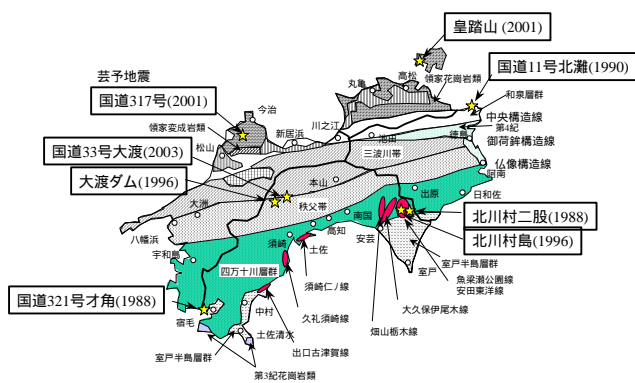 皇踏山 (2001)
国道11号北灘(1990)
芸予地震
国道317号(2001)
丸亀
高松
領家花崗岩類
和泉層群
今治
川之江
中央構造線
第4紀
領家変成岩類
新居浜
池田
徳島
御荷鉾構造線
松山
三波川帯
国道33号大渡(2003)
仏像構造線
阿南
大渡ダム(1996)
本山
出原
日和佐
大洲
秩父帯
北川村二股(1988)
八幡浜
南国
高知
安芸
北川村島(1996)
宇和島
須崎
土佐
室戸
室戸半島層群
四万十川層群
須崎仁ノ線
魚梁瀬公園線
安田東洋線
国道321号才角(1988)
久礼須崎線
大久保伊尾木線
宿毛
中村
畑山栃木線
土佐清水
出口古津賀線
室戸半島層群
第3紀花崗岩類